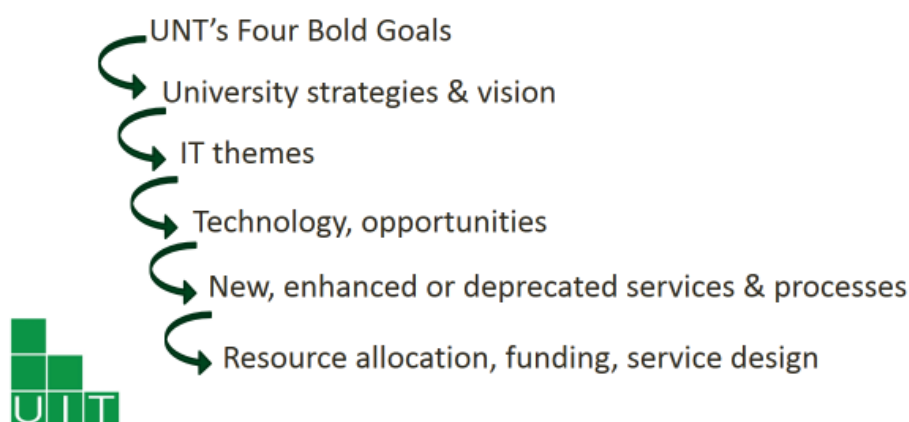 UNT's Four Bold Goals
University strategies & vision
IT themes
Technology, opportunities
New, enhanced or deprecated services & processes
Resource allocation, funding, service design
UIT